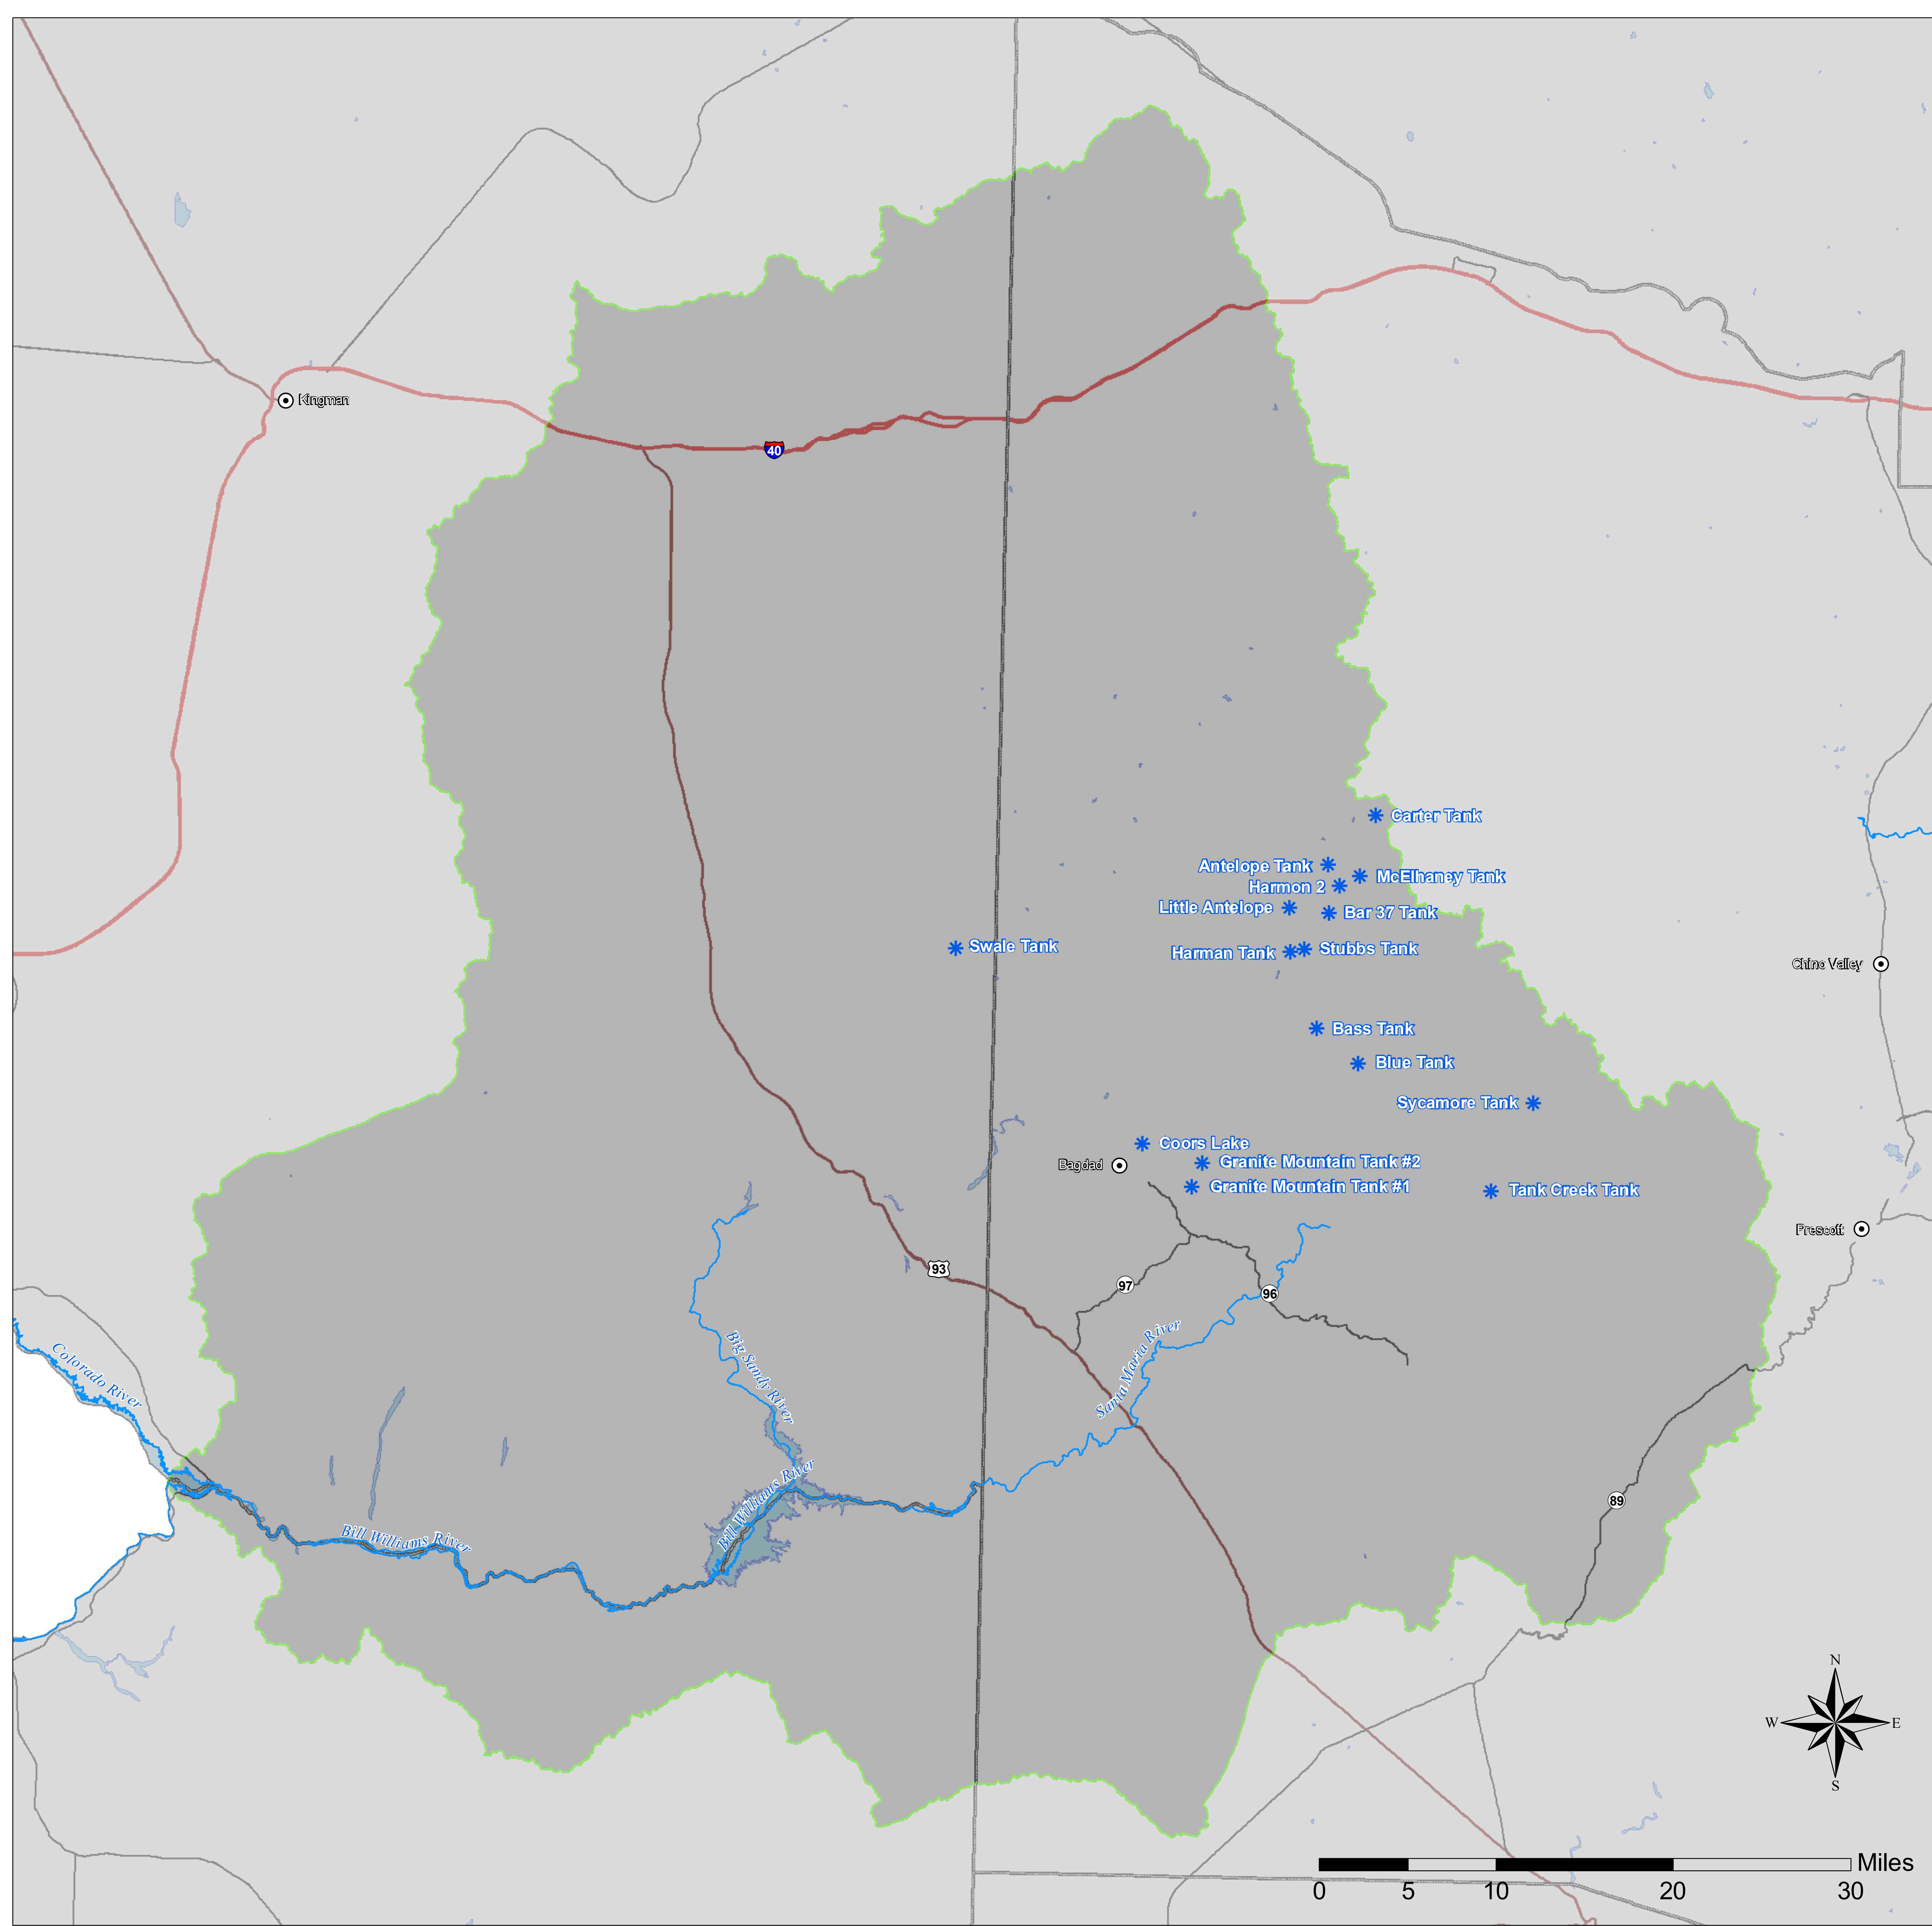 Kingman
40
Carter Tank
Antelope Tank
McElhaney Tank
Harmon 2
Little Antelope
Bar 37 Tank
Swale Tank
Harman Tank
Stubbs Tank
Chino Valley
Bass Tank
Blue Tank
Sycamore Tank
Coors Lake
Bagdad
Granite Mountain Tank #2
Granite Mountain Tank #1
Tank Creek Tank
Prescott
93
97
96
Big Sandy River
Santa Maria River
Colorado River
Bill Williams River
Bill Williams River
89
N
W
E
S
Miles
0 5 10 20 30